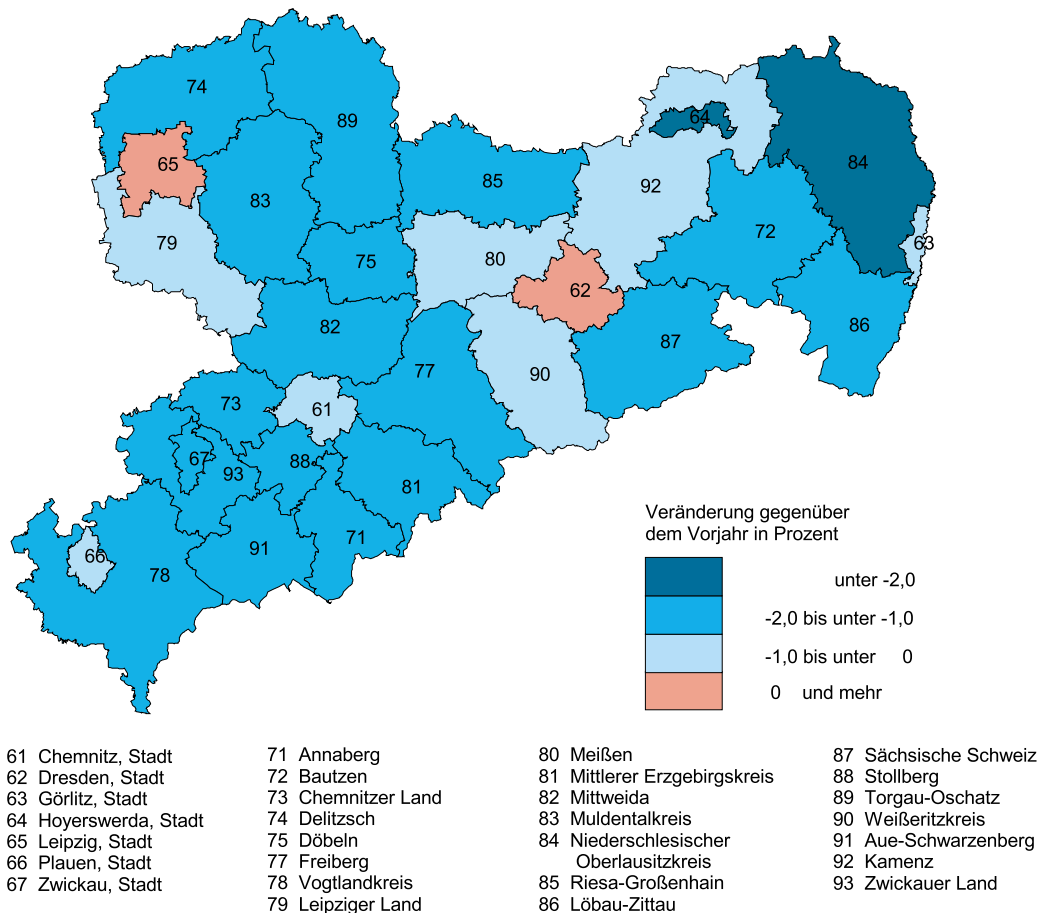 74
89
64
65
84
85
92
83
79
72
63
80
75
62
82
86
87
77
90
73
61
67
93
88
81
71
91
66
78
Veränderung gegenüber
dem Vorjahr in Prozent
unter -2,0
-2,0 bis unter -1,0
-1,0 bis unter 0
0 und mehr
61 Chemnitz, Stadt
62 Dresden, Stadt
63 Görlitz, Stadt
64 Hoyerswerda, Stadt
65 Leipzig, Stadt
66 Plauen, Stadt
67 Zwickau, Stadt
71 Annaberg
72 Bautzen
73 Chemnitzer Land
74 Delitzsch
75 Döbeln
77 Freiberg
78 Vogtlandkreis
79 Leipziger Land
80 Meißen
81 Mittlerer Erzgebirgskreis
82 Mittweida
83 Muldentalkreis
84 Niederschlesischer
Oberlausitzkreis
85 Riesa-Großenhain
86 Löbau-Zittau
87 Sächsische Schweiz
88 Stollberg
89 Torgau-Oschatz
90 Weißeritzkreis
91 Aue-Schwarzenberg
92 Kamenz
93 Zwickauer Land